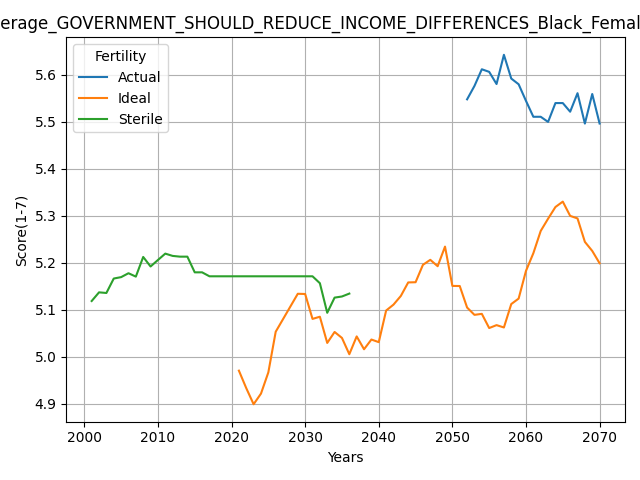 erage_GOVERNMENT_SHOULD_REDUCE_INCOME_DIFFERENCES_Black_Femal
Fertility
Actual
Ideal
Sterile
Score(1-7)
5.6
5.5
5.4
5.3
5.2
5.1
5.0
4.9
2000 2010 2020 2030 2040 2050 2060 2070
Years